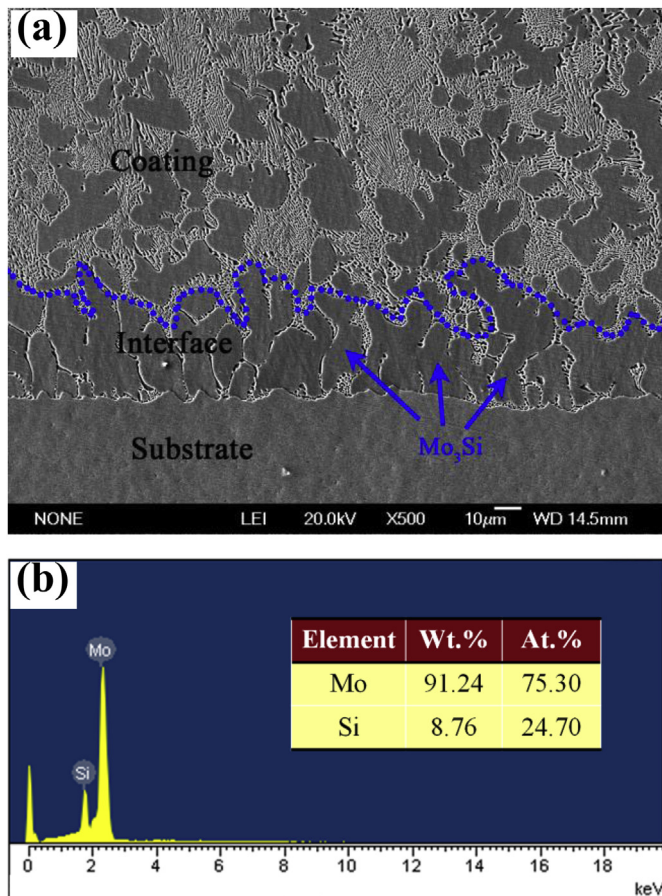 (a)
Coating
Interface
Substrate
Mo₃Si
NONE LEI 20.0kV X500 10μm WD 14.5mm
(b)
Mo
Si
Element Wt.% At.%
Mo 91.24 75.30
Si 8.76 24.70
0 2 4 6 8 10 12 14 16 18
keV